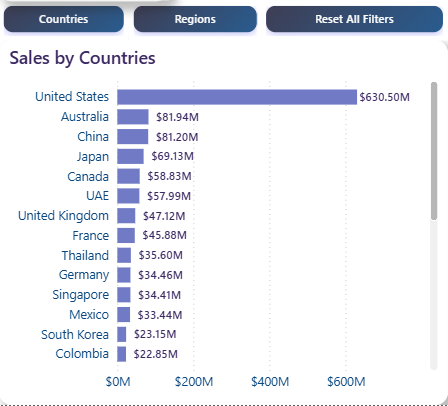 Countries Regions Reset All Filters
Sales by Countries
United States $630.50M
Australia $81.94M
China $81.20M
Japan $69.13M
Canada $58.83M
UAE $57.99M
United Kingdom $47.12M
France $45.88M
Thailand $35.60M
Germany $34.46M
Singapore $34.41M
Mexico $33.44M
South Korea $23.15M
Colombia $22.85M
$0M $200M $400M $600M